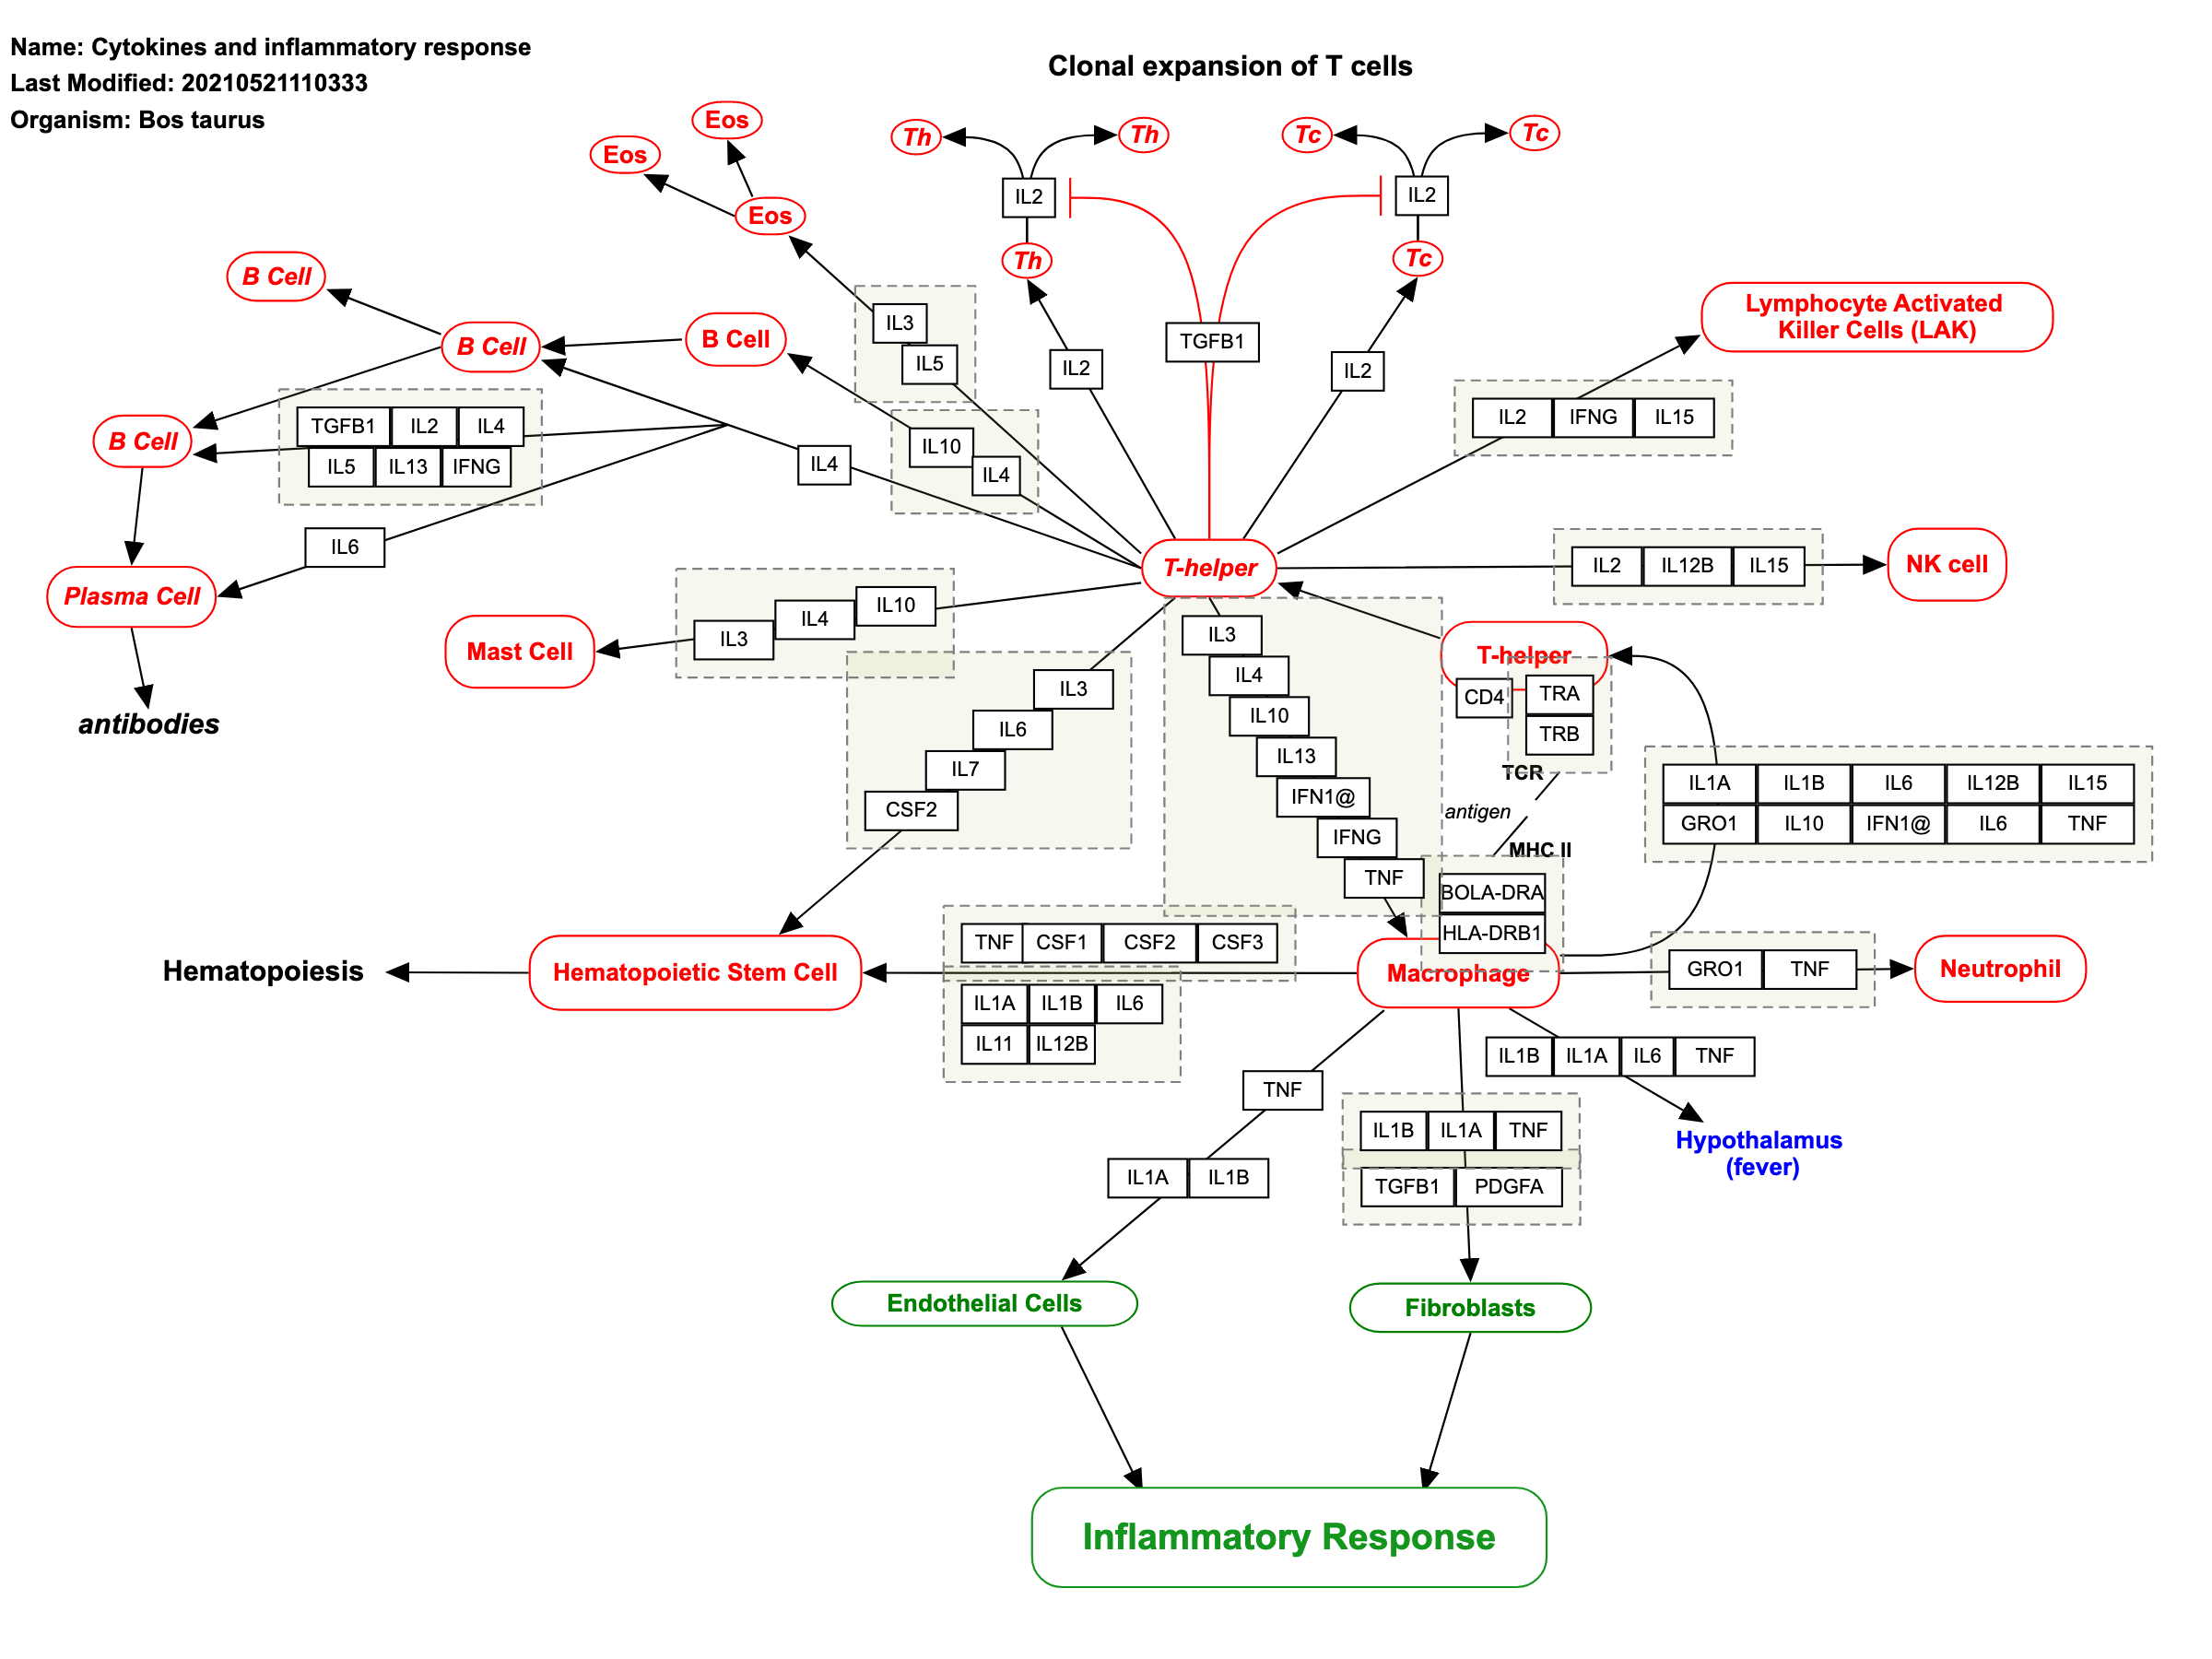 Name: Cytokines and inflammatory response
Last Modified: 20210521110333
Organism: Bos taurus
Clonal expansion of T cells
Eos
Eos
Eos
Th
Th
Tc
Tc
IL2
IL2
Th
Tc
B Cell
B Cell
B Cell
B Cell
IL3
IL5
IL2
TGFB1
IL2
Lymphocyte Activated
Killer Cells (LAK)
IL2 IFNG IL15
TGFB1 IL2 IL4
IL5 IL13 IFNG
IL4
IL10
IL4
IL6
Plasma Cell
antibodies
T-helper
IL2 IL12B IL15
NK cell
Mast Cell
IL3
IL4
IL10
IL3
IL6
IL7
CSF2
IL3
IL4
IL10
IL13
IFN1@
IFNG
TNF
T-helper
CD4
TRA
TRB
TCR
antigen
MHC II
BOLA-DRA
HLA-DRB1
IL1A IL1B IL6 IL12B IL15
GRO1 IL10 IFN1@ IL6 TNF
Hematopoiesis
Hematopoietic Stem Cell
TNF CSF1 CSF2 CSF3
IL1A IL1B IL6
IL11 IL12B
Macrophage
GRO1 TNF
Neutrophil
IL1B IL1A IL6 TNF
Hypothalamus
(fever)
TNF
IL1A IL1B
IL1B IL1A TNF
TGFB1 PDGFA
Endothelial Cells
Fibroblasts
Inflammatory Response